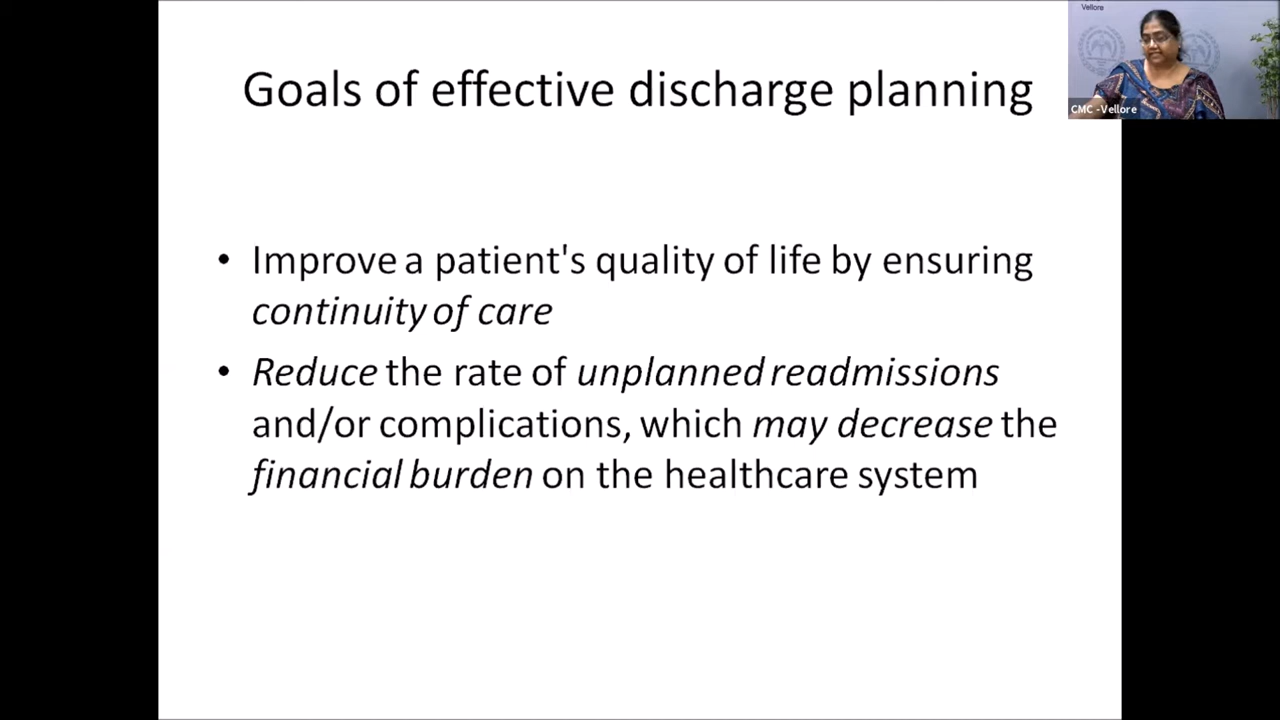 Vellore
CMC -Vellore
Goals of effective discharge planning
• Improve a patient's quality of life by ensuring
continuity of care
• Reduce the rate of unplanned readmissions
and/or complications, which may decrease the
financial burden on the healthcare system